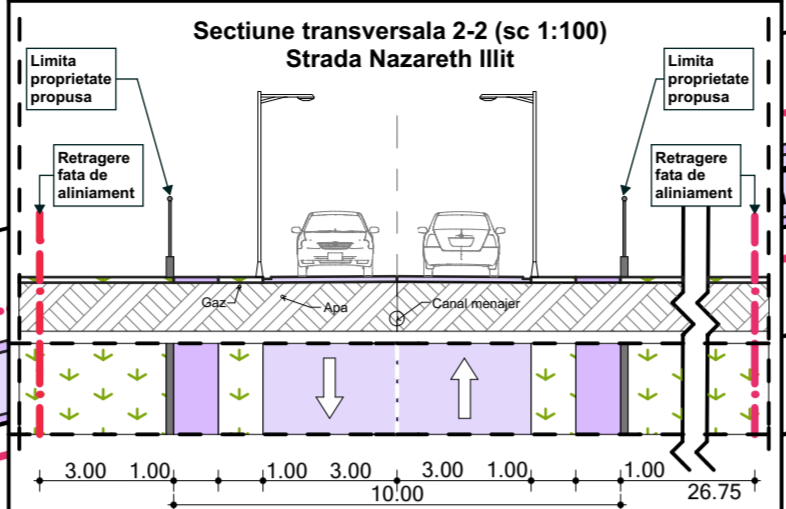 Sectiune transversala 2-2 (sc 1:100)
Strada Nazareth Illit
Limita
proprietate
propusa
Limita
proprietate
propusa
Retragere
fata de
aliniament
Retragere
fata de
aliniament
Gaz
Apa
Canal menajer
3.00 1.00 1.00 3.00 3.00 1.00 1.00
10.00 26.75